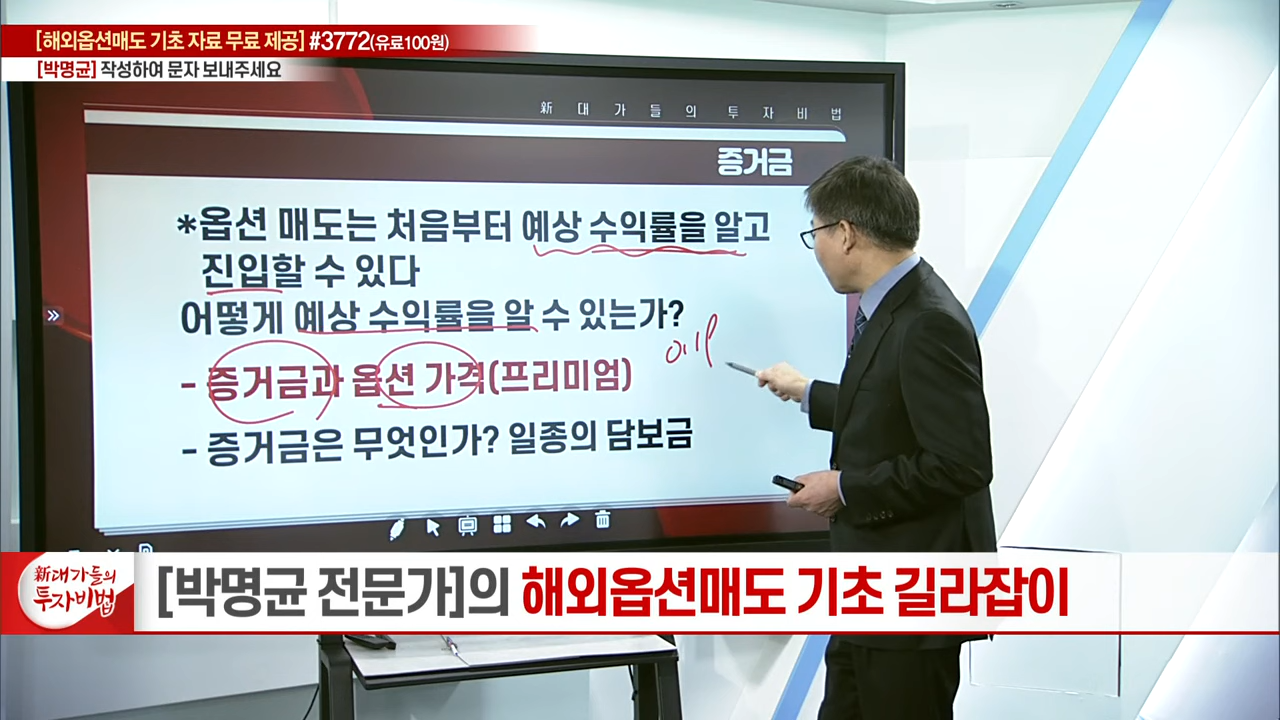 [해외옵션매도 기초 자료 무료 제공] #3772(유료100원)
[박명균] 작성하여 문자 보내주세요
新 대가들의 투자비법
증거금
*옵션 매도는 처음부터 예상 수익률을 알고
진입할 수 있다
어떻게 예상 수익률을 알 수 있는가?
- 증거금과 옵션 가격(프리미엄)
- 증거금은 무엇인가? 일종의 담보금
新대가들의
투자비법
[박명균 전문가]의 해외옵션매도 기초 길라잡이